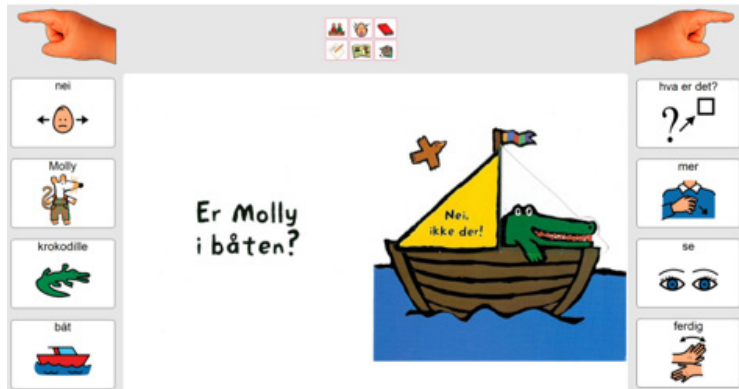 nei
Molly
krokodille
båt
Er Molly
i båten?
Nei,
ikke der!
hva er det?
mer
se
ferdig